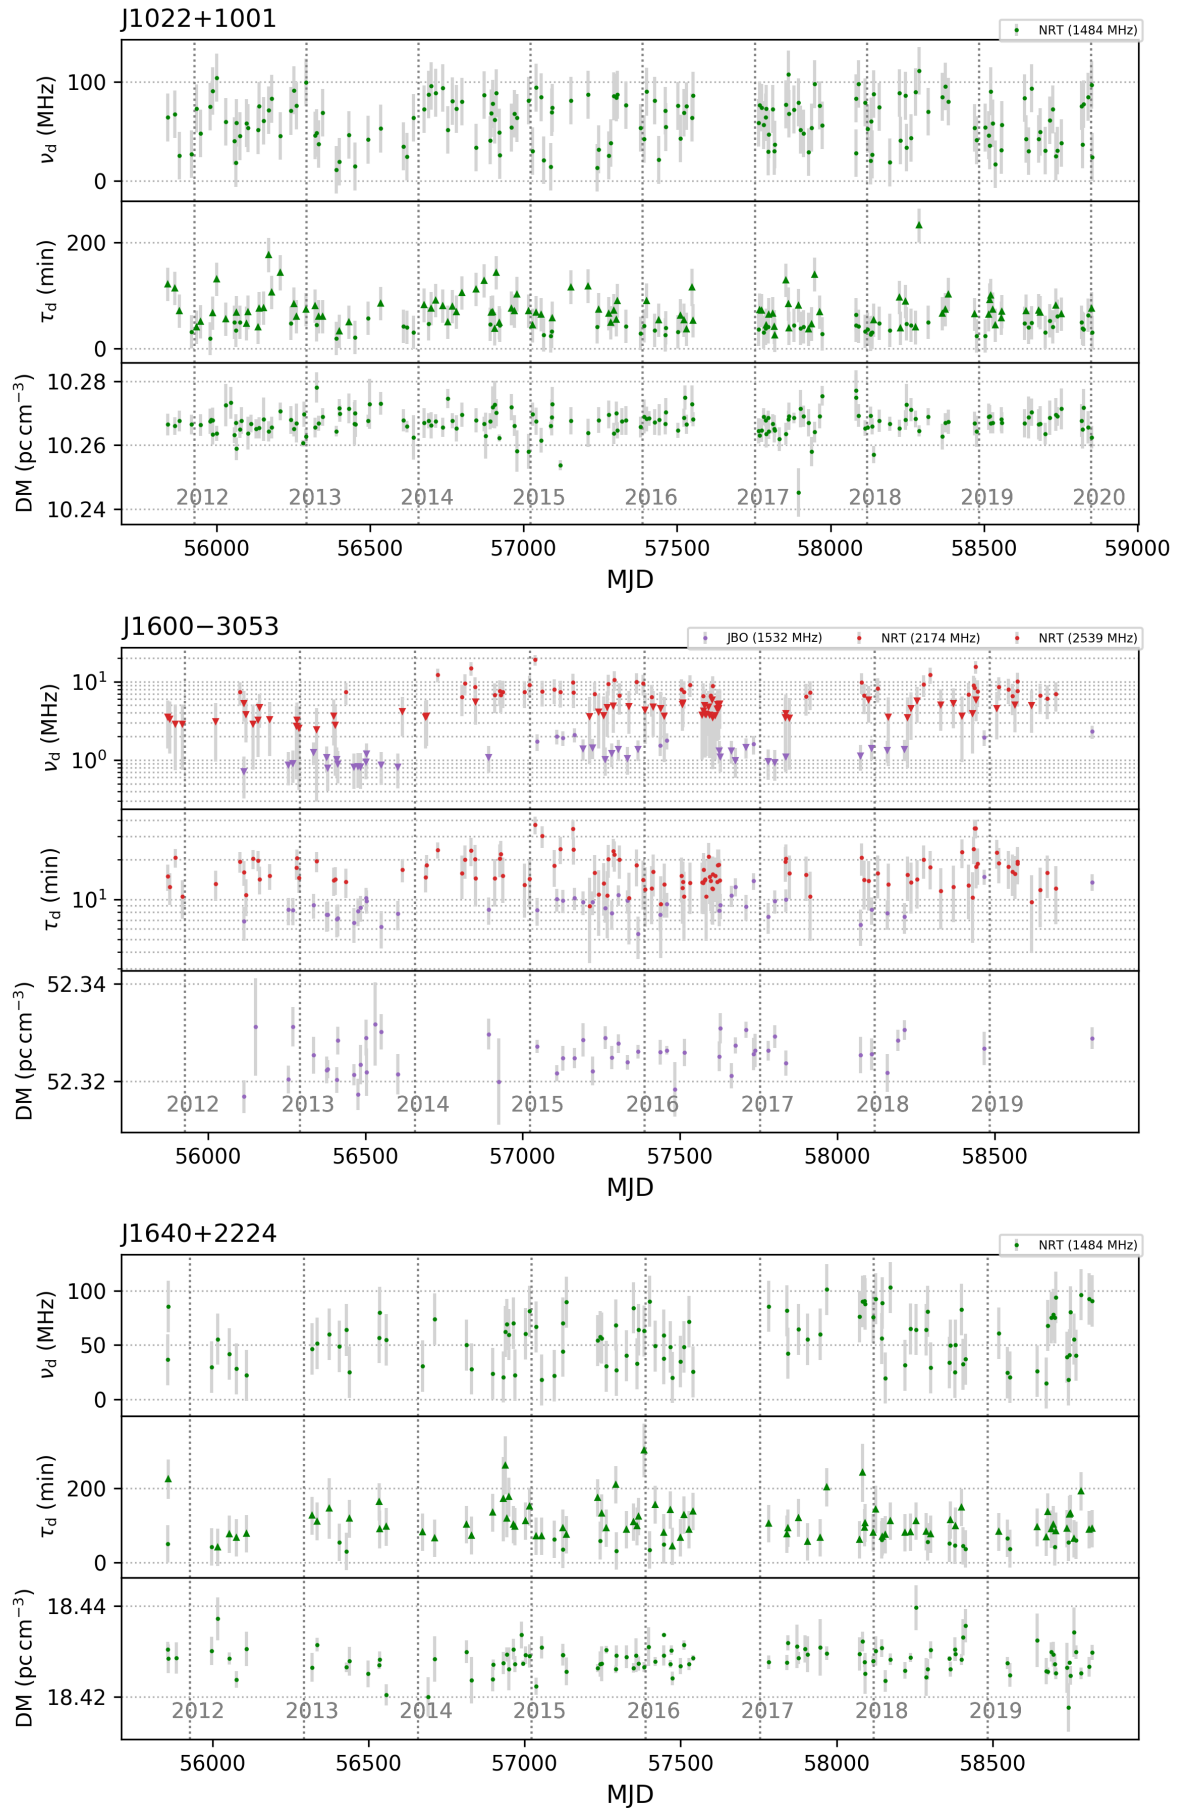 J1022+1001
NRT (1484 MHz)
ν_d (MHz)
100
0
τ_d (min)
200
0
DM (pc cm⁻³)
10.28
10.26
10.24
2012 2013 2014 2015 2016 2017 2018 2019 2020
56000 56500 57000 57500 58000 58500 59000
MJD
J1600−3053
JBO (1532 MHz) NRT (2174 MHz) NRT (2539 MHz)
ν_d (MHz)
10¹
10⁰
τ_d (min)
10¹
DM (pc cm⁻³)
52.34
52.32
2012 2013 2014 2015 2016 2017 2018 2019
56000 56500 57000 57500 58000 58500
MJD
J1640+2224
NRT (1484 MHz)
ν_d (MHz)
100
50
0
τ_d (min)
200
0
DM (pc cm⁻³)
18.44
18.42
2012 2013 2014 2015 2016 2017 2018 2019
56000 56500 57000 57500 58000 58500
MJD